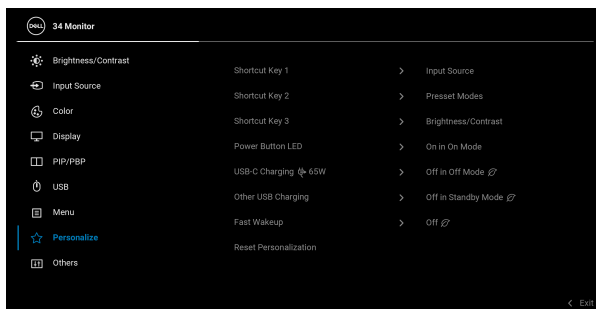 DELL 34 Monitor
Brightness/Contrast
Input Source
Color
Display
PIP/PBP
USB
Menu
Personalize
Others
Shortcut Key 1 > Input Source
Shortcut Key 2 > Presset Modes
Shortcut Key 3 > Brightness/Contrast
Power Button LED > On in On Mode
USB-C Charging 65W > Off in Off Mode
Other USB Charging > Off in Standby Mode
Fast Wakeup > Off
Reset Personalization
< Exit